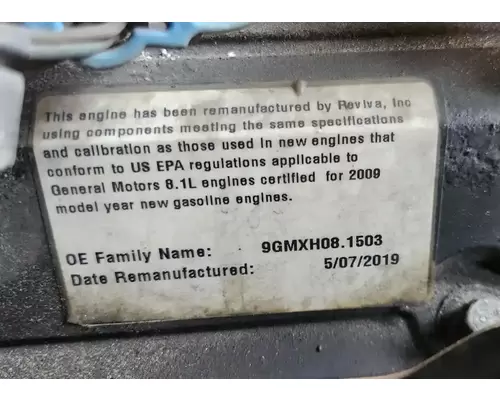 This engine has been remanufactured by Reviva, Inc
using components meeting the same specifications
and calibration as those used in new engines that
conform to US EPA regulations applicable to
General Motors 8.1L engines certified for 2009
model year new gasoline engines.
OE Family Name: 9GMXH08.1503
Date Remanufactured: 5/07/2019